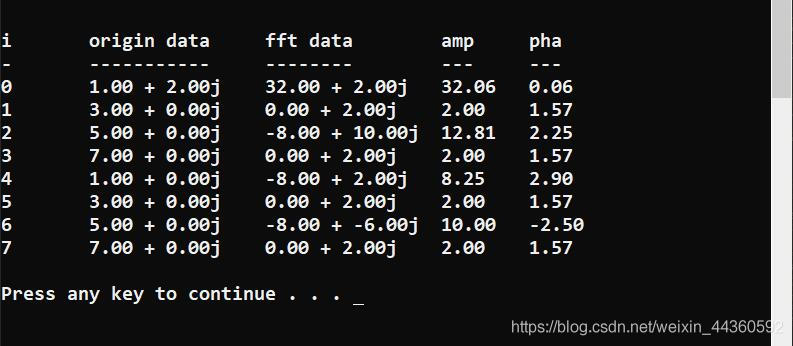 i origin data fft data amp pha
- ----------- -------- --- ---
0 1.00 + 2.00j 32.00 + 2.00j 32.06 0.06
1 3.00 + 0.00j 0.00 + 2.00j 2.00 1.57
2 5.00 + 0.00j -8.00 + 10.00j 12.81 2.25
3 7.00 + 0.00j 0.00 + 2.00j 2.00 1.57
4 1.00 + 0.00j -8.00 + 2.00j 8.25 2.90
5 3.00 + 0.00j 0.00 + 2.00j 2.00 1.57
6 5.00 + 0.00j -8.00 + -6.00j 10.00 -2.50
7 7.00 + 0.00j 0.00 + 2.00j 2.00 1.57
Press any key to continue . . . _
https://blog.csdn.net/weixin_44360592